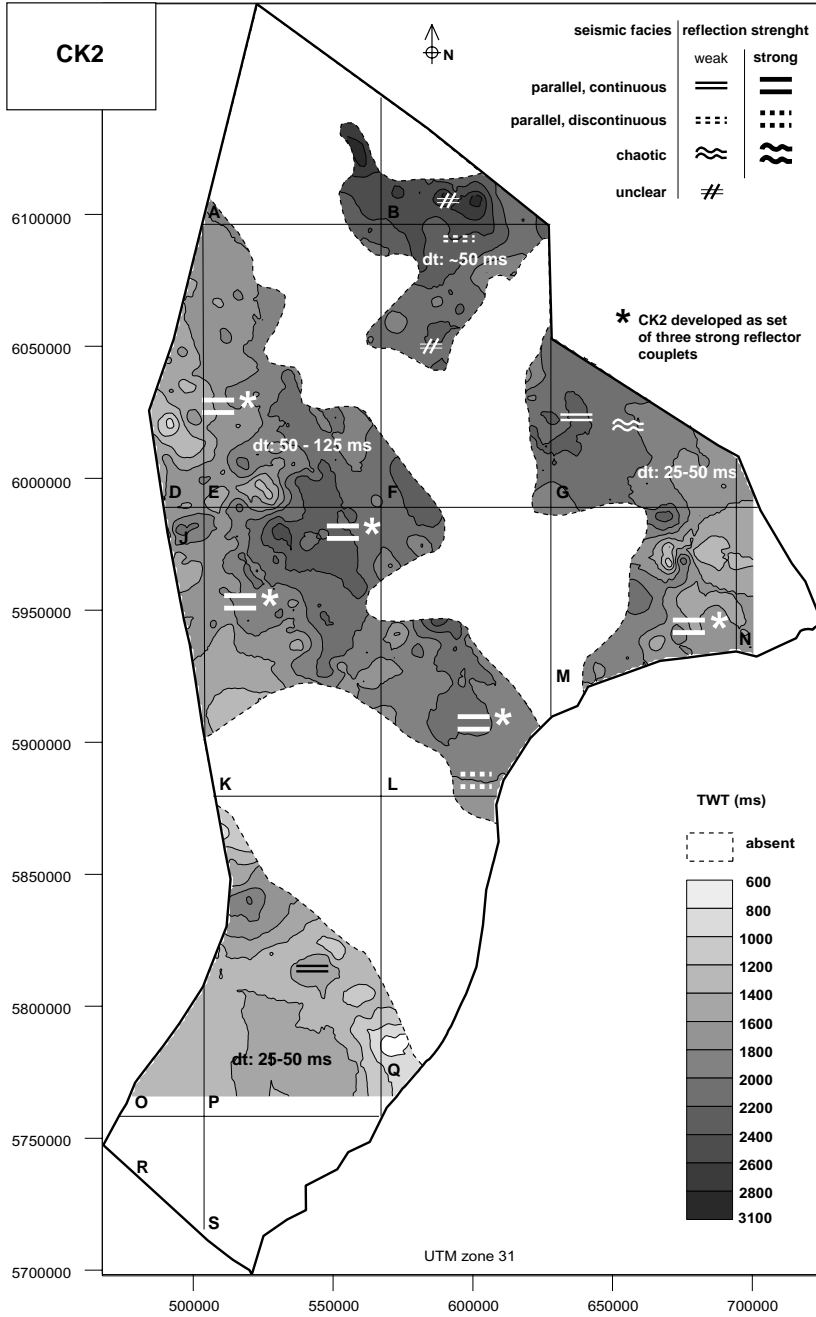 CK2
N
seismic facies reflection strenght
weak strong
parallel, continuous
parallel, discontinuous
chaotic
unclear
6100000
A B
dt: ~50 ms
* CK2 developed as set
of three strong reflector
couplets
6050000
*
dt: 50 - 125 ms
dt: 25-50 ms
6000000
D E F G
J *
*
5950000
* N
M
*
5900000
K L
TWT (ms)
absent
5850000
600
800
1000
1200
1400
1600
1800
2000
2200
2400
2600
2800
3100
5800000
dt: 25-50 ms
Q
O P
5750000
R
S
UTM zone 31
5700000
500000 550000 600000 650000 700000